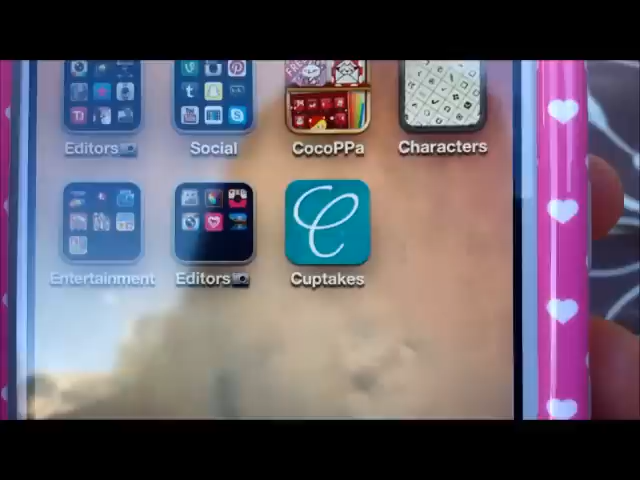 Editors📷
Social
CocoPPa
Characters
Entertainment
Editors📷
Cuptakes